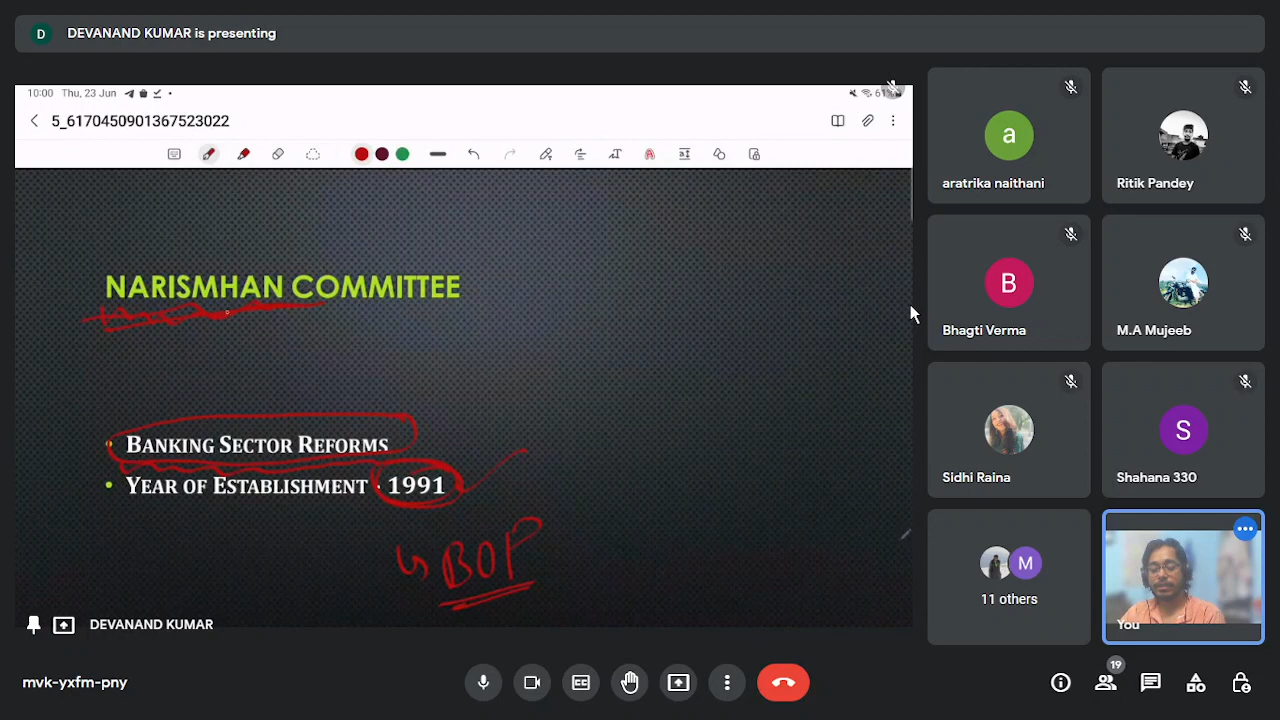 D DEVANAND KUMAR is presenting
10:00 Thu, 23 Jun 61%
5_6170450901367523022
NARISMHAN COMMITTEE
• BANKING SECTOR REFORMS
• YEAR OF ESTABLISHMENT - 1991
BOP
DEVANAND KUMAR
a
aratrika naithani
Ritik Pandey
B
Bhagti Verma
M.A Mujeeb
Sidhi Raina
S
Shahana 330
M
11 others
You
mvk-yxfm-pny
CC
19